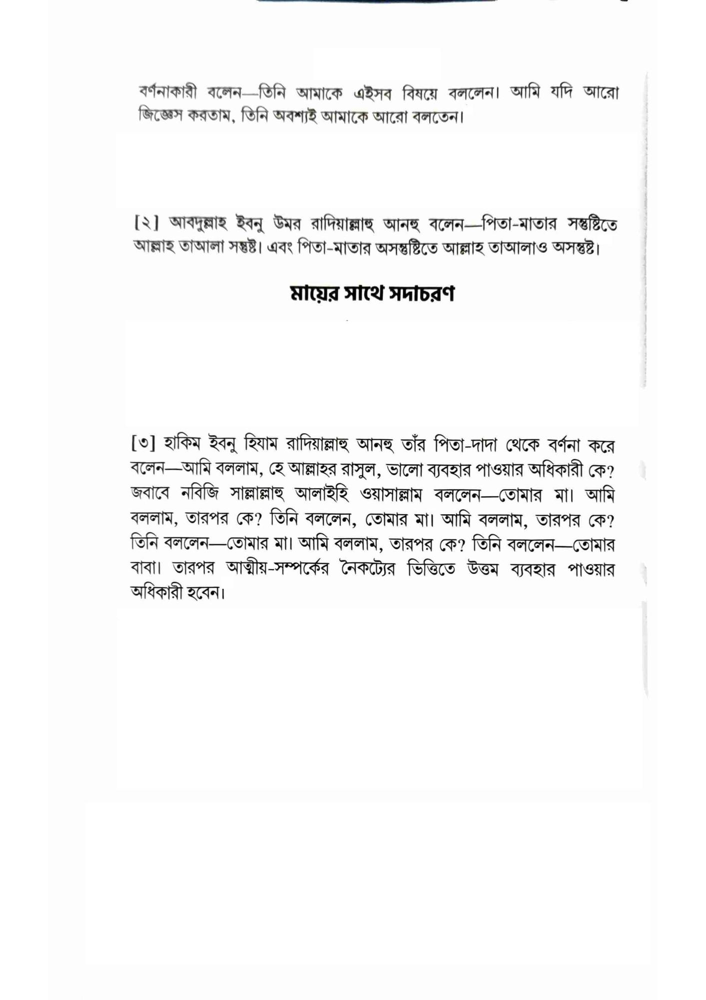 বর্ণনাকারী বলেন—তিনি আমাকে এইসব বিষয়ে বললেন। আমি যদি আরো
জিজ্ঞেস করতাম, তিনি অবশ্যই আমাকে আরো বলতেন।
[২] আবদুল্লাহ ইবনু উমর রাদিয়াল্লাহু আনহু বলেন—পিতা-মাতার সন্তুষ্টিতে
আল্লাহ তাআলা সন্তুষ্ট। এবং পিতা-মাতার অসন্তুষ্টিতে আল্লাহ তাআলাও অসন্তুষ্ট।
মায়ের সাথে সদাচরণ
[৩] হাকিম ইবনু হিযাম রাদিয়াল্লাহু আনহু তাঁর পিতা-দাদা থেকে বর্ণনা করে
বলেন—আমি বললাম, হে আল্লাহর রাসুল, ভালো ব্যবহার পাওয়ার অধিকারী কে?
জবাবে নবিজি সাল্লাল্লাহু আলাইহি ওয়াসাল্লাম বললেন—তোমার মা। আমি
বললাম, তারপর কে? তিনি বললেন, তোমার মা। আমি বললাম, তারপর কে?
তিনি বললেন—তোমার মা। আমি বললাম, তারপর কে? তিনি বললেন—তোমার
বাবা। তারপর আত্মীয়-সম্পর্কের নৈকট্যের ভিত্তিতে উত্তম ব্যবহার পাওয়ার
অধিকারী হবেন।